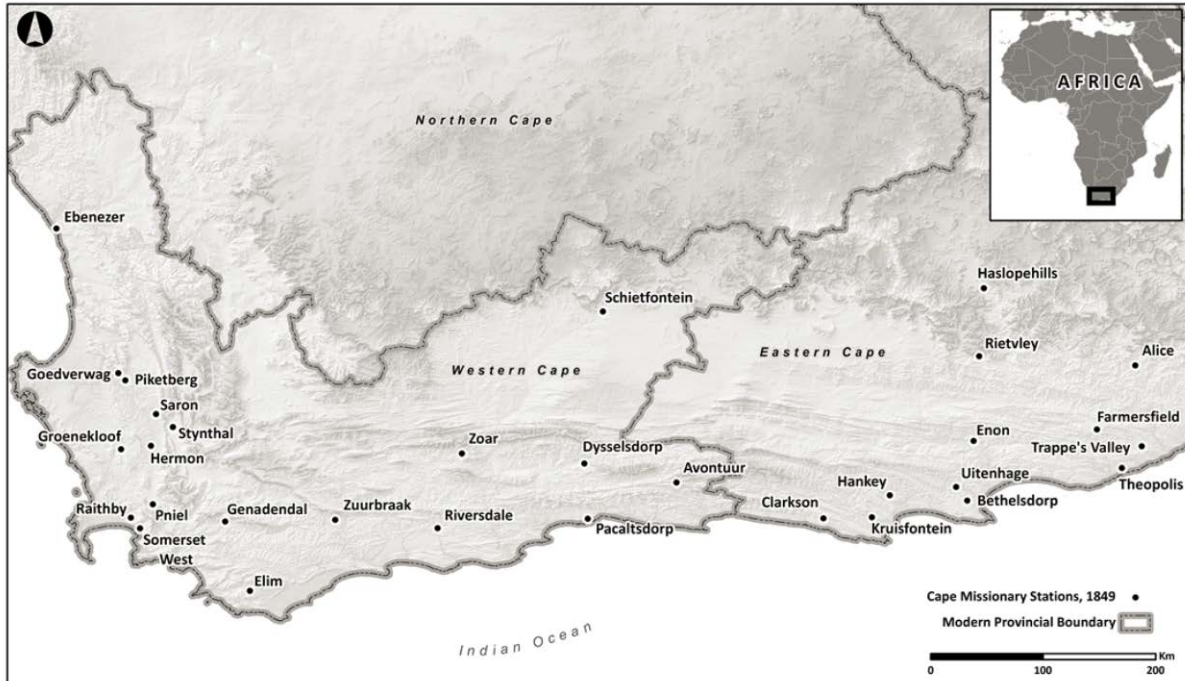 AFRICA
Northern Cape
Ebenezer
Haslopehills
Schietfontein
Rietvley
Alice
Eastern Cape
Western Cape
Goedverwag
Piketberg
Saron
Farmersfield
Stynthal
Groenekloof
Hermon
Zoar
Dysselsdorp
Enon
Trappe's Valley
Avontuur
Uitenhage
Theopolis
Hankey
Bethelsdorp
Clarkson
Raithby
Pniel
Genadendal
Zuurbraak
Riversdale
Pacaltsdorp
Kruisfontein
Somerset
West
Elim
Indian Ocean
Cape Missionary Stations, 1849
Modern Provincial Boundary
Km
0 100 200